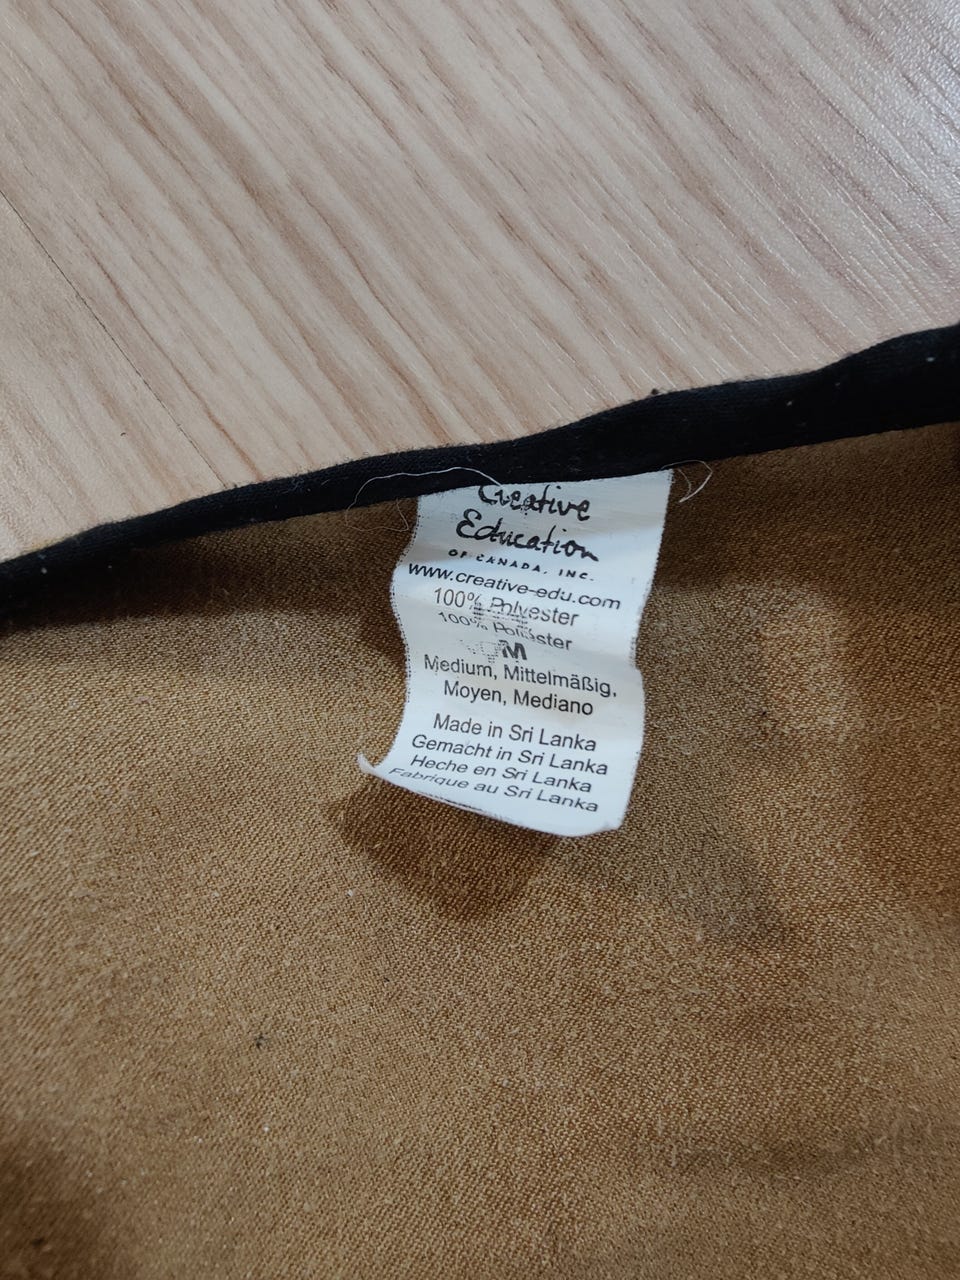 Creative
Education
OF CANADA, INC.
www.creative-edu.com
100% Polyester
100% Poliester
M
Medium, Mittelmäßig,
Moyen, Mediano
Made in Sri Lanka
Gemacht in Sri Lanka
Heche en Sri Lanka
Fabrique au Sri Lanka